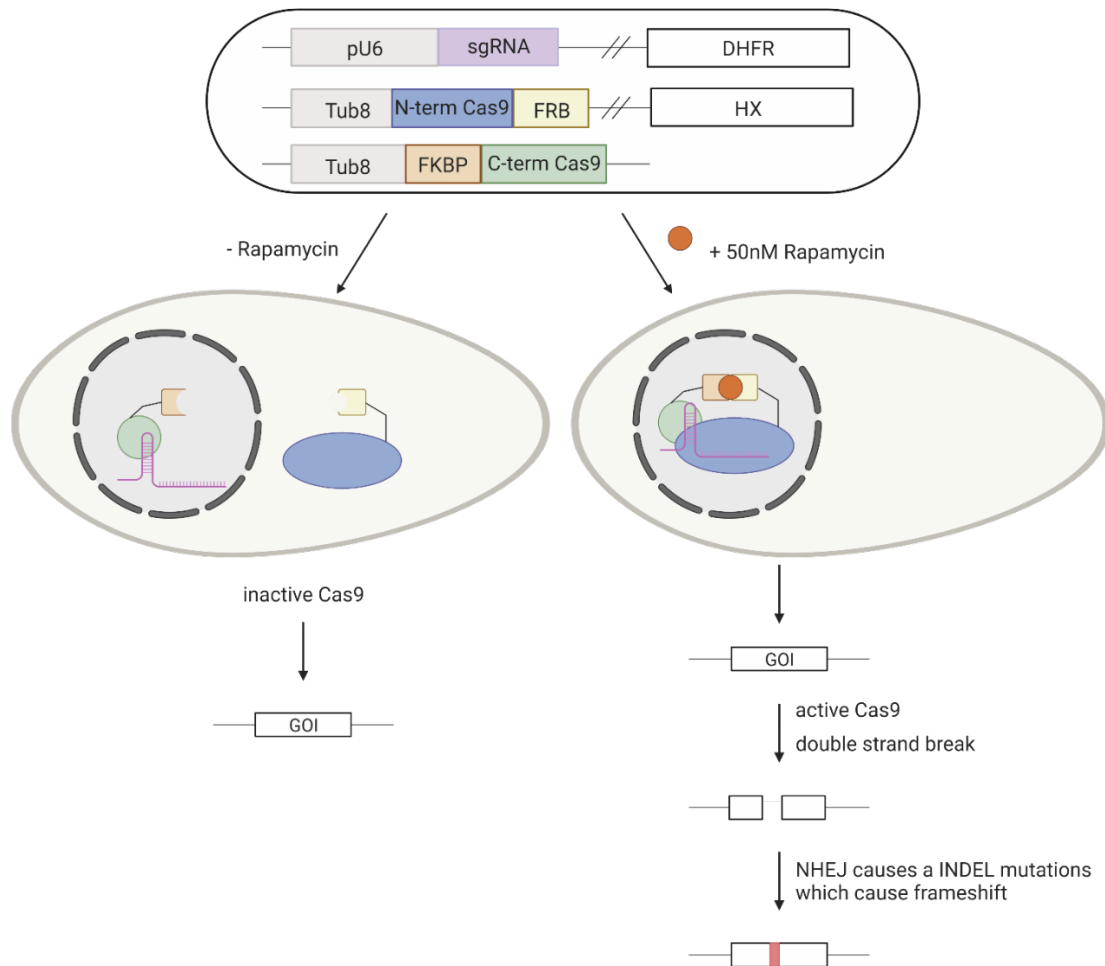 pU6 sgRNA DHFR
Tub8 N-term Cas9 FRB HX
Tub8 FKBP C-term Cas9
- Rapamycin
+ 50nM Rapamycin
inactive Cas9
GOI
GOI
active Cas9
double strand break
NHEJ causes a INDEL mutations
which cause frameshift